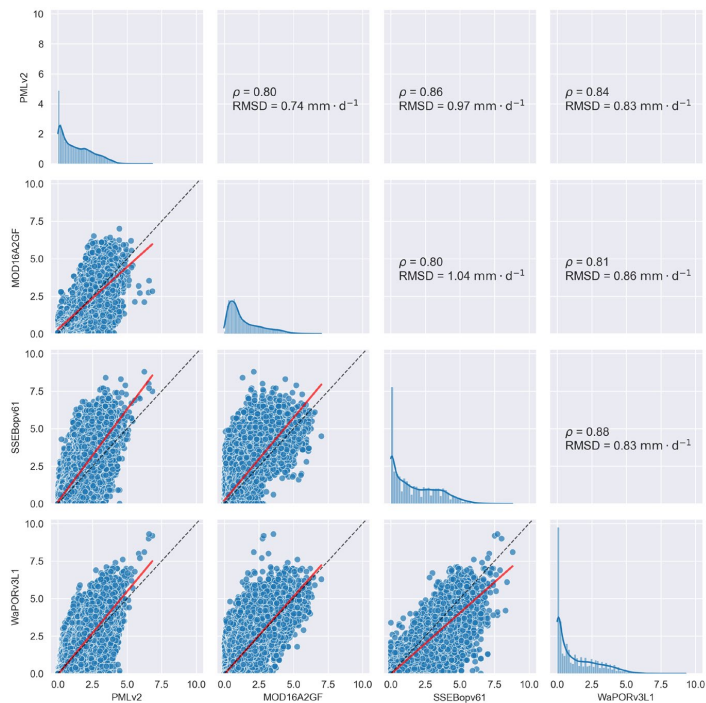 10
8
6
4
2
0
PMLv2
ρ = 0.80
RMSD = 0.74 mm · d⁻¹
ρ = 0.86
RMSD = 0.97 mm · d⁻¹
ρ = 0.84
RMSD = 0.83 mm · d⁻¹
10.0
7.5
5.0
2.5
0.0
MOD16A2GF
ρ = 0.80
RMSD = 1.04 mm · d⁻¹
ρ = 0.81
RMSD = 0.86 mm · d⁻¹
10.0
7.5
5.0
2.5
0.0
SSEBopv61
ρ = 0.88
RMSD = 0.83 mm · d⁻¹
10.0
7.5
5.0
2.5
0.0
WaPORv3L1
0.0 2.5 5.0 7.5 10.0
PMLv2
0.0 2.5 5.0 7.5 10.0
MOD16A2GF
0.0 2.5 5.0 7.5 10.0
SSEBopv61
0.0 2.5 5.0 7.5 10.0
WaPORv3L1